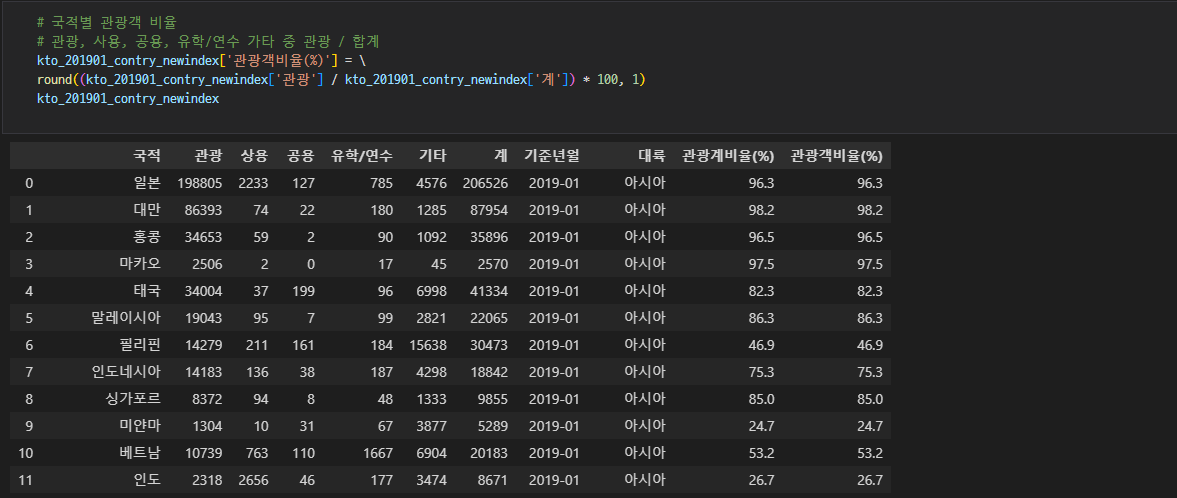 # 국적별 관광객 비율
# 관광, 사용, 공용, 유학/연수 가타 중 관광 / 합계
kto_201901_contry_newindex['관광객비율(%)'] = \
round((kto_201901_contry_newindex['관광'] / kto_201901_contry_newindex['계']) * 100, 1)
kto_201901_contry_newindex
국적 관광 상용 공용 유학/연수 기타 계 기준년월 대륙 관광계비율(%) 관광객비율(%)
0 일본 198805 2233 127 785 4576 206526 2019-01 아시아 96.3 96.3
1 대만 86393 74 22 180 1285 87954 2019-01 아시아 98.2 98.2
2 홍콩 34653 59 2 90 1092 35896 2019-01 아시아 96.5 96.5
3 마카오 2506 2 0 17 45 2570 2019-01 아시아 97.5 97.5
4 태국 34004 37 199 96 6998 41334 2019-01 아시아 82.3 82.3
5 말레이시아 19043 95 7 99 2821 22065 2019-01 아시아 86.3 86.3
6 필리핀 14279 211 161 184 15638 30473 2019-01 아시아 46.9 46.9
7 인도네시아 14183 136 38 187 4298 18842 2019-01 아시아 75.3 75.3
8 싱가포르 8372 94 8 48 1333 9855 2019-01 아시아 85.0 85.0
9 미얀마 1304 10 31 67 3877 5289 2019-01 아시아 24.7 24.7
10 베트남 10739 763 110 1667 6904 20183 2019-01 아시아 53.2 53.2
11 인도 2318 2656 46 177 3474 8671 2019-01 아시아 26.7 26.7